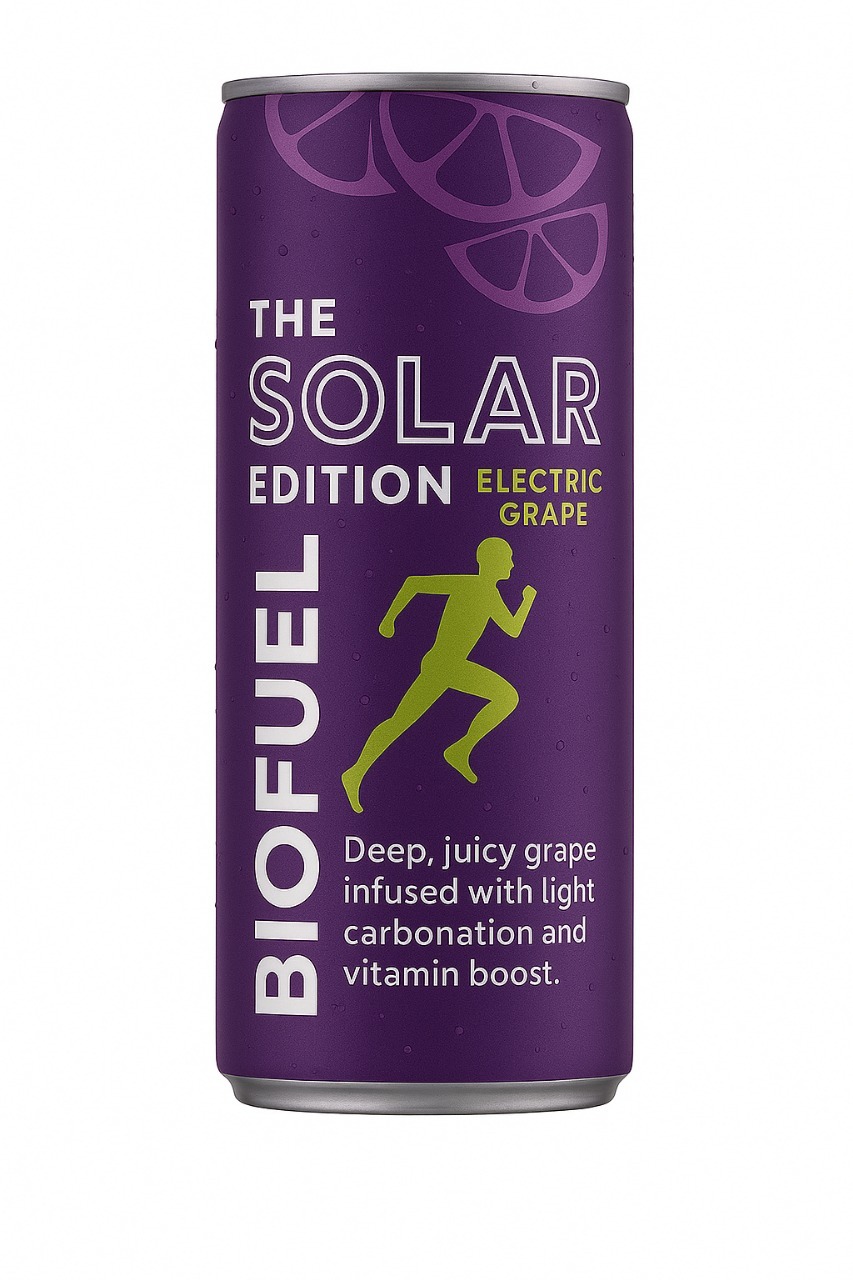 THE
SOLAR
EDITION
ELECTRIC
GRAPE
BIOFUEL
Deep, juicy grape
infused with light
carbonation and
vitamin boost.